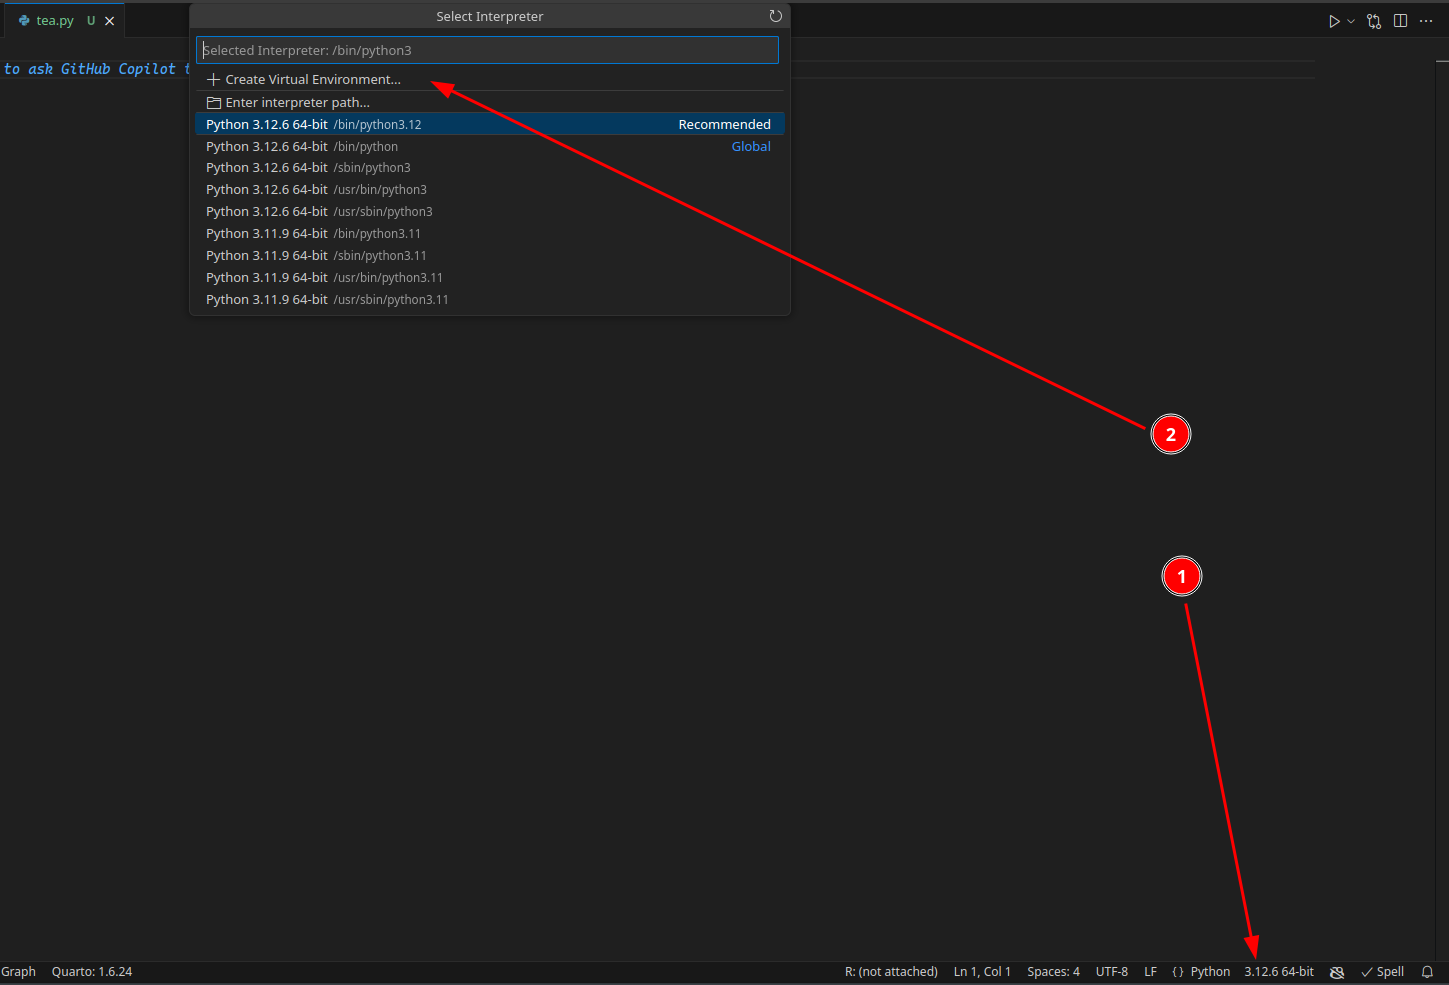 tea.py U
Select Interpreter
Selected Interpreter: /bin/python3
to ask GitHub Copilot t
Create Virtual Environment...
Enter interpreter path...
Python 3.12.6 64-bit /bin/python3.12 Recommended
Python 3.12.6 64-bit /bin/python Global
Python 3.12.6 64-bit /sbin/python3
Python 3.12.6 64-bit /usr/bin/python3
Python 3.12.6 64-bit /usr/sbin/python3
Python 3.11.9 64-bit /bin/python3.11
Python 3.11.9 64-bit /sbin/python3.11
Python 3.11.9 64-bit /usr/bin/python3.11
Python 3.11.9 64-bit /usr/sbin/python3.11
2
1
Graph Quarto: 1.6.24 R: (not attached) Ln 1, Col 1 Spaces: 4 UTF-8 LF {} Python 3.12.6 64-bit Spell